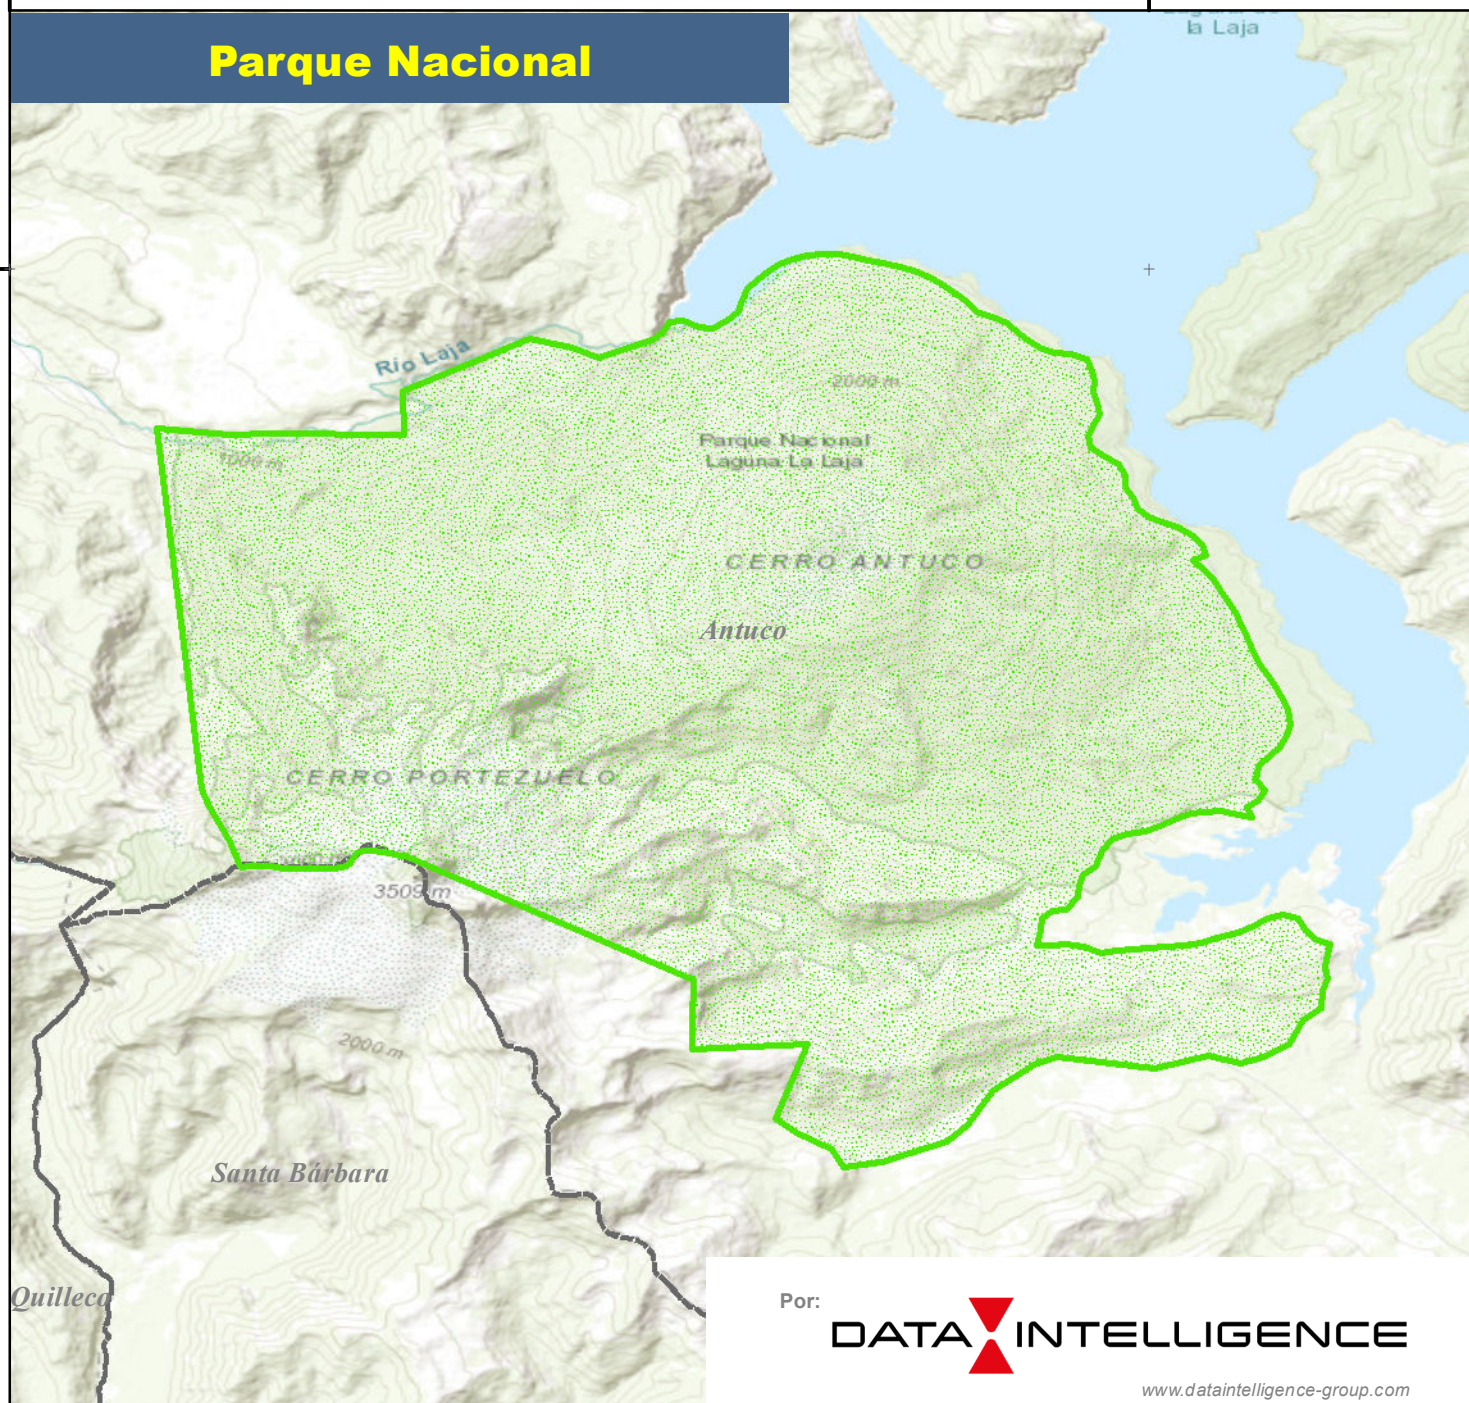 la Laja
Parque Nacional
Río Laja
2000 m
Parque Nacional
Laguna La Laja
1000 m
CERRO ANTUCO
Antuco
CERRO PORTEZUELO
3509 m
2000 m
Santa Bárbara
Quilleco
Por:
DATA INTELLIGENCE
www.dataintelligence-group.com